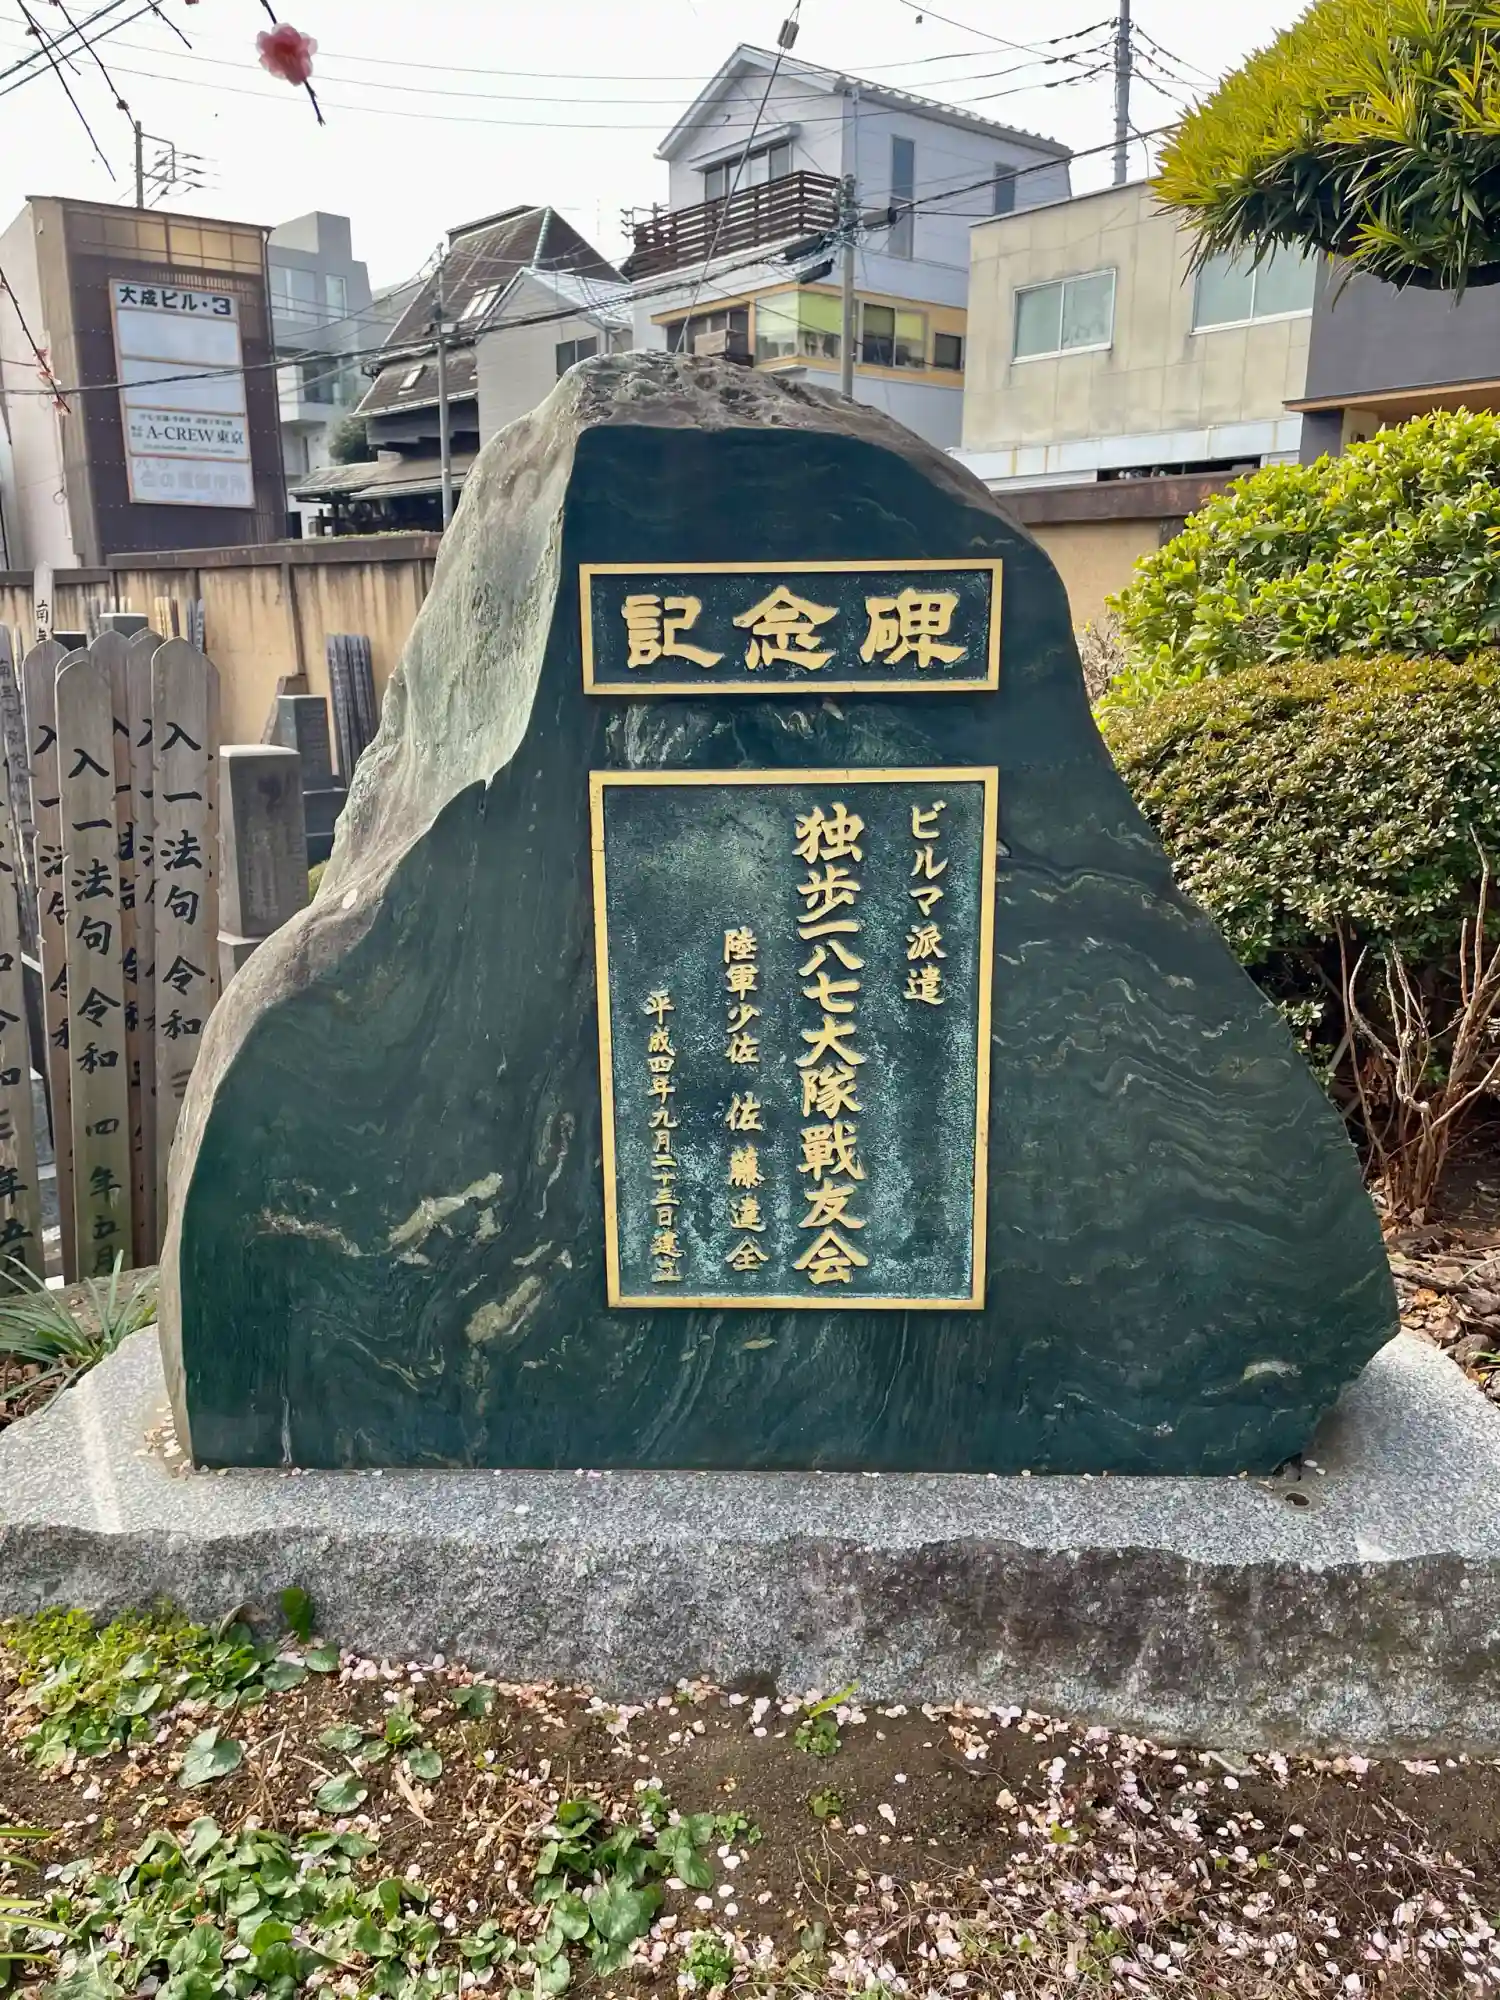 記念碑
ビルマ派遣
独歩一八七大隊戦友会
陸軍少佐 佐藤達全
平成四年九月二十三日建立
大成ビル・3
A-CREW東京
入一法句 令和
入一法句 令和 四年五月